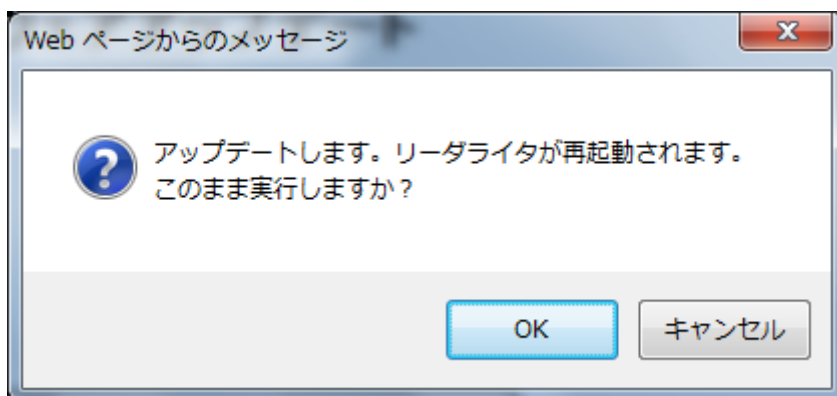 Web ページからのメッセージ
アップデートします。リーダライタが再起動されます。
このまま実行しますか？
OK
キャンセル